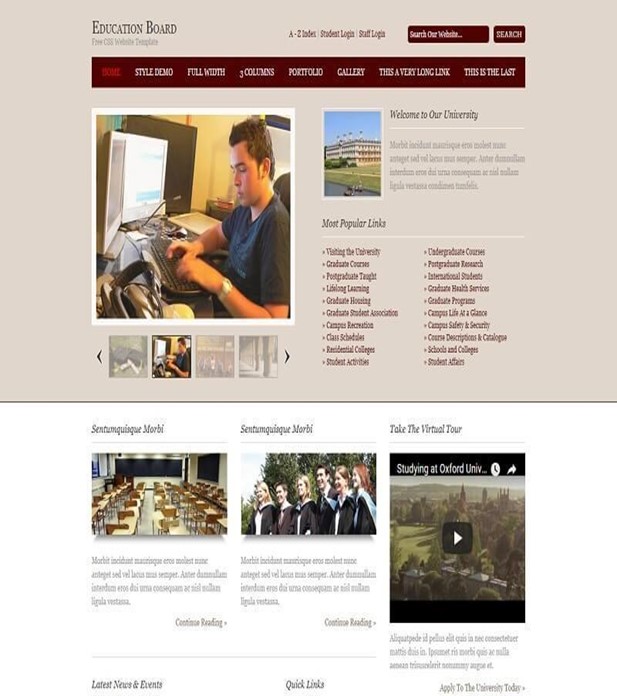 EDUCATION BOARD
Free CSS Website Template
A - Z Index | Student Login | Staff Login
Search Our Website...
SEARCH
HOME STYLE DEMO FULL WIDTH 3 COLUMNS PORTFOLIO GALLERY THIS A VERY LONG LINK THIS IS THE LAST
Welcome to Our University
Morbit incidunt maurisque eros molest nunc
anteget sed vel lacus mus semper. Anter dumnullam
interdum eros dui urna consequam ac nisl nullam
ligula vestassa condimen tumfelis.
Most Popular Links
» Visiting the University
» Graduate Courses
» Postgraduate Taught
» Lifelong Learning
» Graduate Housing
» Graduate Student Association
» Campus Recreation
» Class Schedules
» Residential Colleges
» Student Activities
» Undergraduate Courses
» Postgraduate Research
» International Students
» Graduate Health Services
» Graduate Programs
» Campus Life At a Glance
» Campus Safety & Security
» Course Descriptions & Catalogue
» Schools and Colleges
» Student Affairs
Sentumquisque Morbi
Morbit incidunt maurisque eros molest nunc
anteget sed vel lacus mus semper. Anter dumnullam
interdum eros dui urna consequam ac nisl nullam
ligula vestassa.
Continue Reading »
Sentumquisque Morbi
Morbit incidunt maurisque eros molest nunc
anteget sed vel lacus mus semper. Anter dumnullam
interdum eros dui urna consequam ac nisl nullam
ligula vestassa.
Continue Reading »
Take The Virtual Tour
Studying at Oxford Univ...
Aliquatpede id pellus elit quis in nec consectetuer
mattis duis in. Ipsumet ris morbi quis ac nulla
aenean trisuscelerit nonummy augue et.
Apply To The University Today »
Latest News & Events
Quick Links